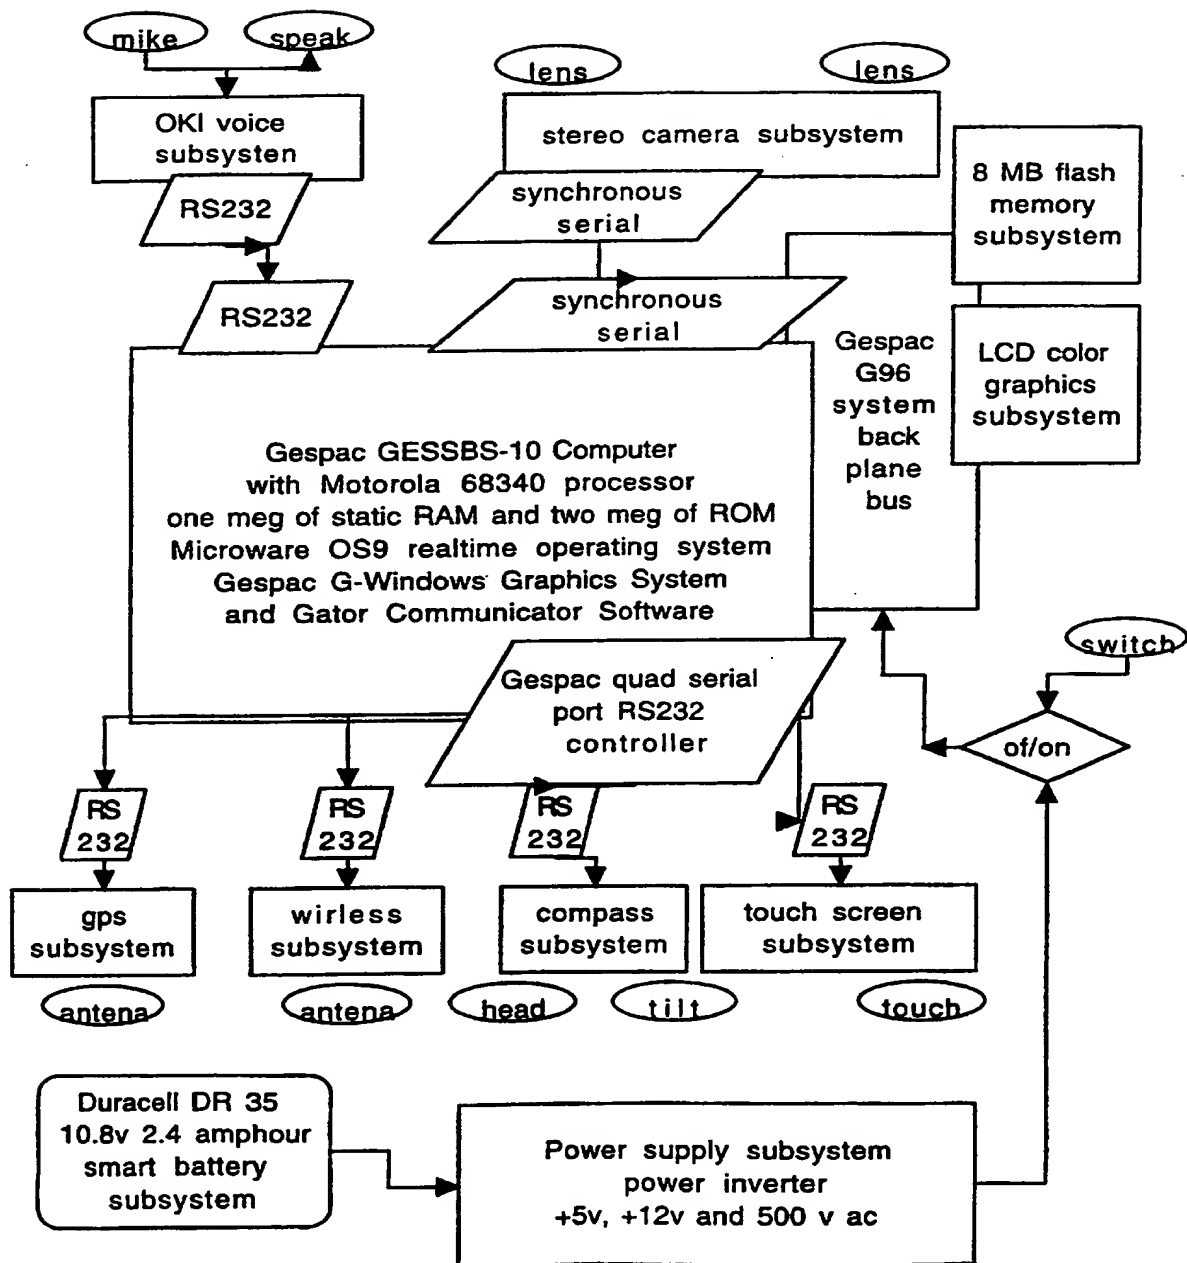 mike
speak
lens
lens
OKI voice
subsysten
stereo camera subsystem
8 MB flash
memory
subsystem
RS232
synchronous
serial
RS232
synchronous
serial
Gespac
G96
system
back
plane
bus
LCD color
graphics
subsystem
Gespac GESSBS-10 Computer
with Motorola 68340 processor
one meg of static RAM and two meg of ROM
Microware OS9 realtime operating system
Gespac G-Windows Graphics System
and Gator Communicator Software
switch
Gespac quad serial
port RS232
controller
of/on
RS
232
RS
232
RS
232
RS
232
gps
subsystem
wirless
subsystem
compass
subsystem
touch screen
subsystem
antena
antena
head
tilt
touch
Duracell DR 35
10.8v 2.4 amphour
smart battery
subsystem
Power supply subsystem
power inverter
+5v, +12v and 500 v ac